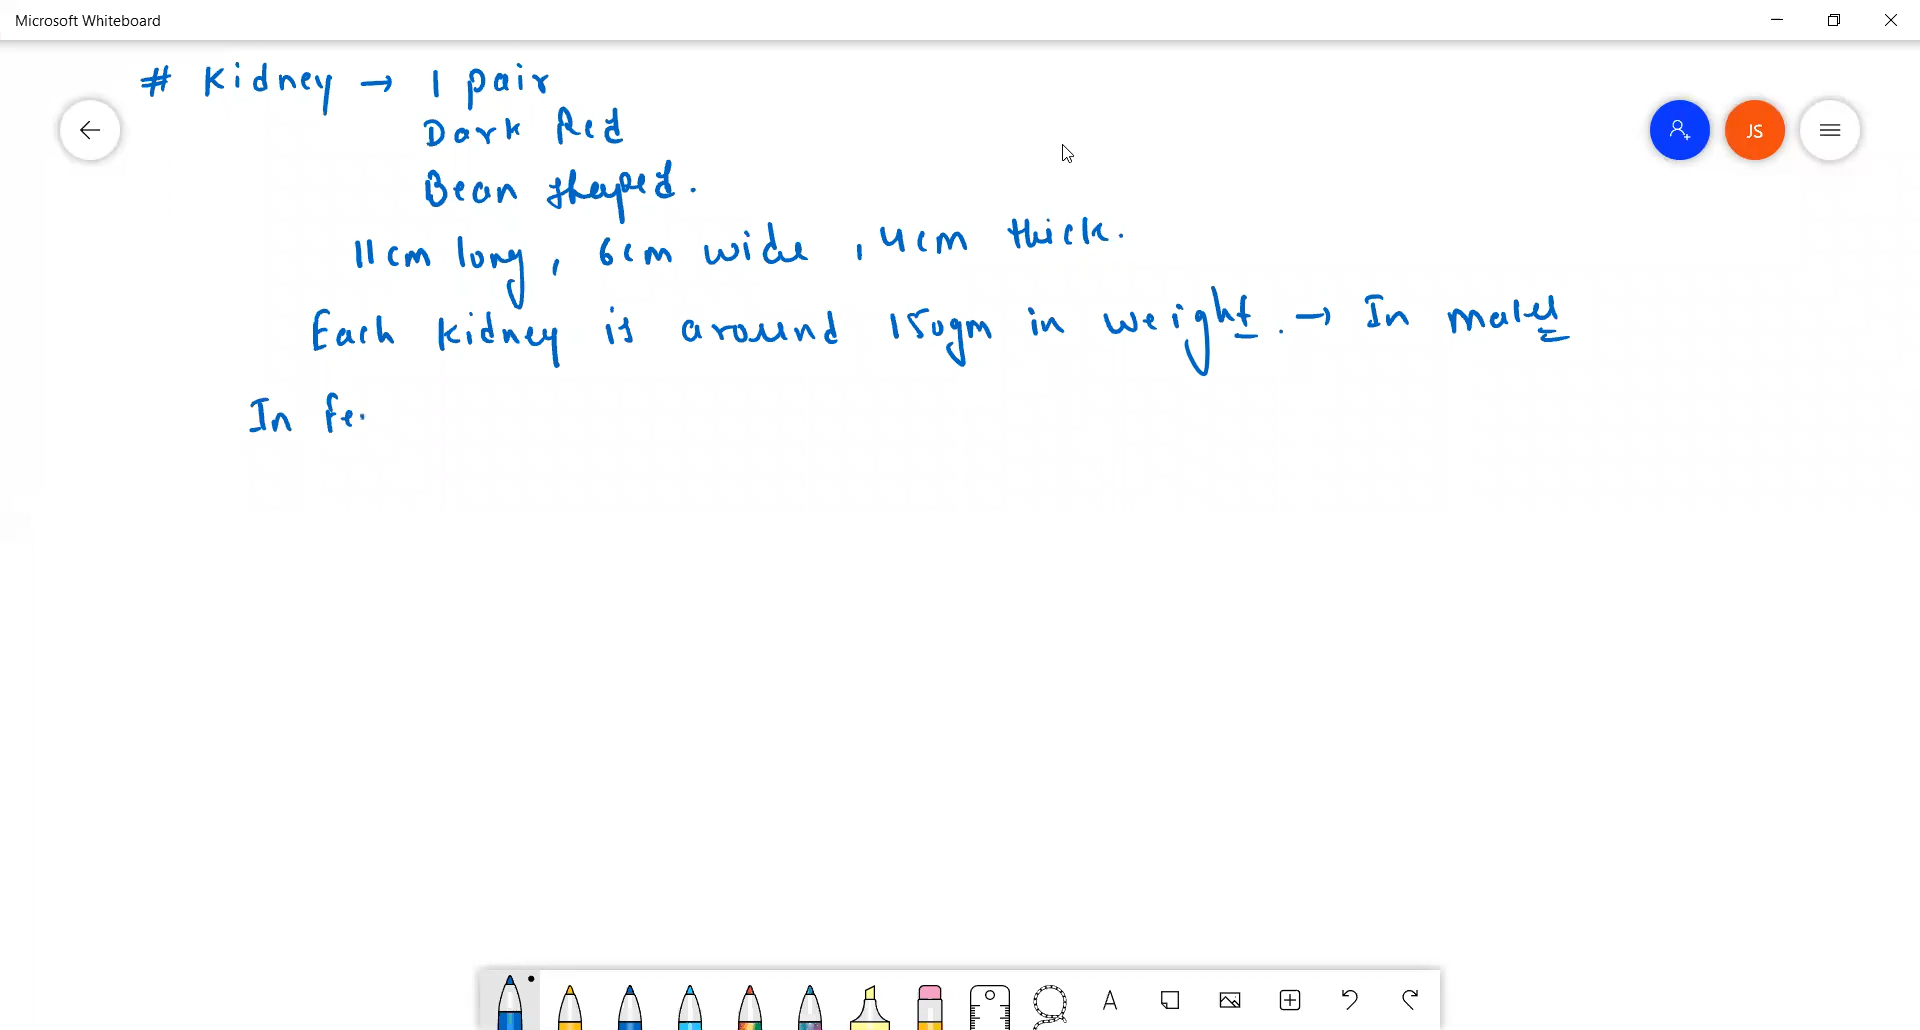 Microsoft Whiteboard
# Kidney → 1 pair
Dark Red
JS
Bean shaped.
11cm long, 6cm wide, 4cm thick.
Each kidney is around 150gm in weight. → In males
In fe.
A